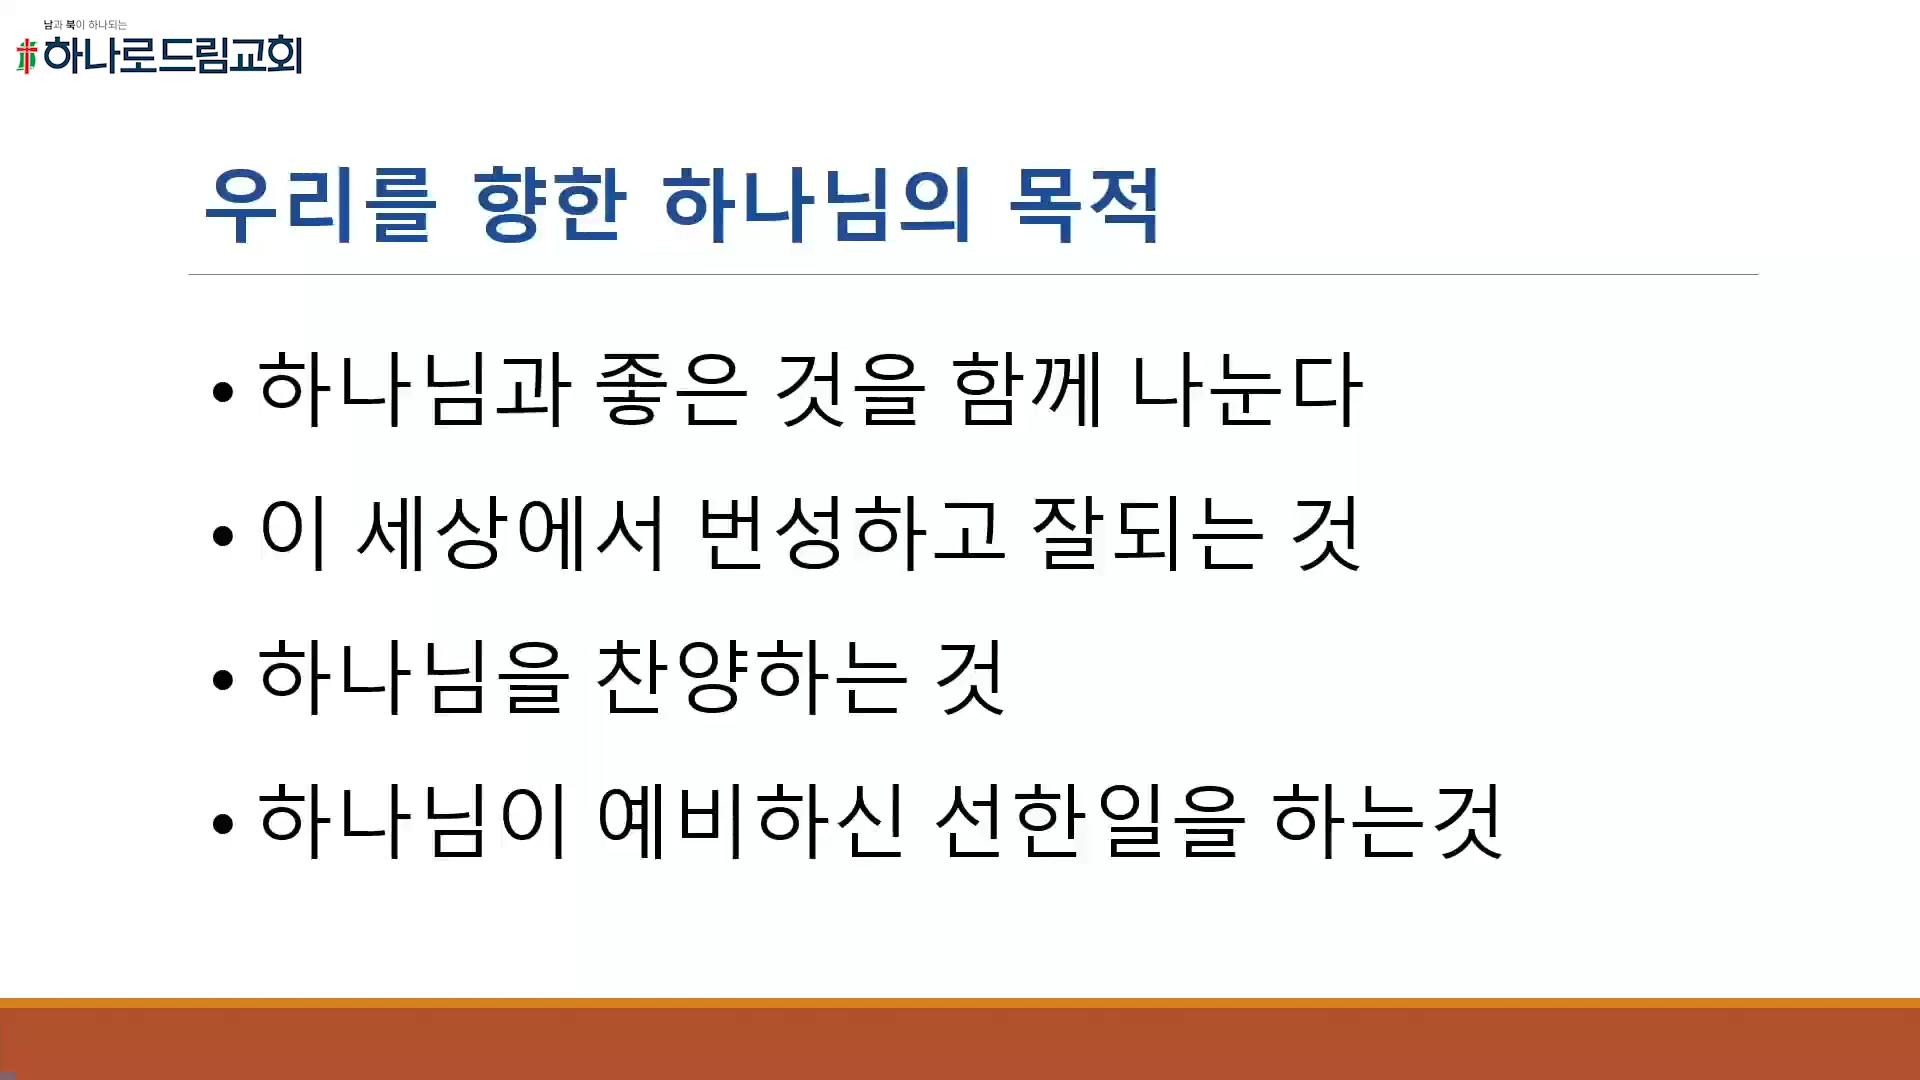 남과 북이 하나되는
하나로드림교회
우리를 향한 하나님의 목적
• 하나님과 좋은 것을 함께 나눈다
• 이 세상에서 번성하고 잘되는 것
• 하나님을 찬양하는 것
• 하나님이 예비하신 선한일을 하는것